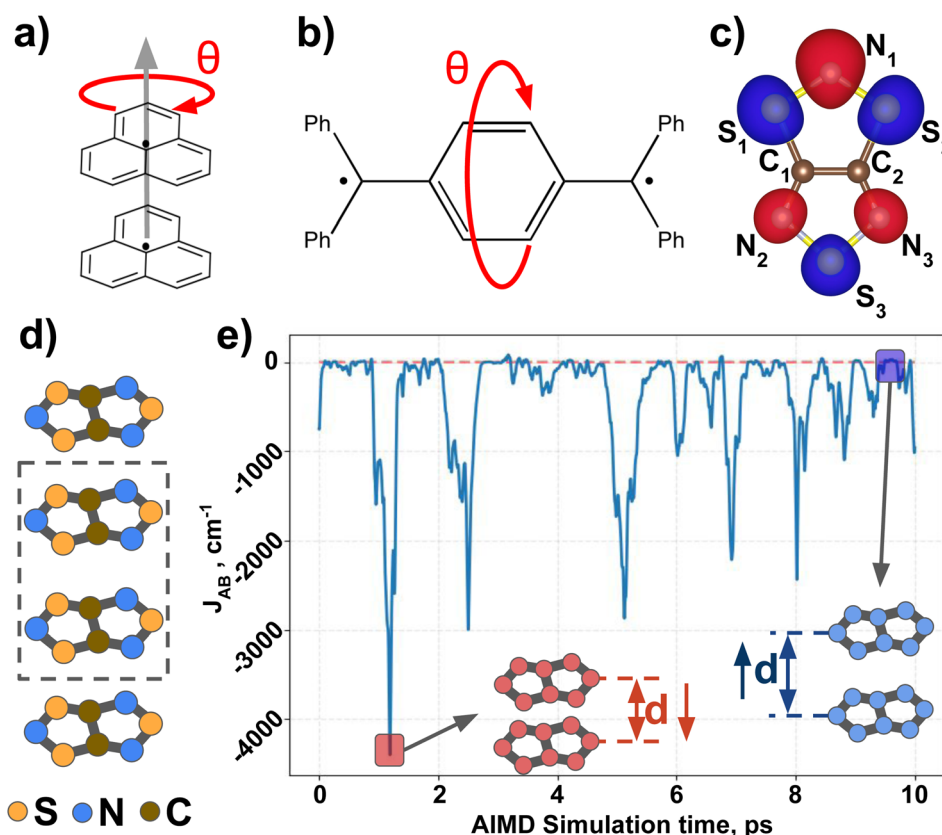 a)
θ
b)
θ
Ph
Ph
Ph
Ph
c)
N1
S1
S2
C1
C2
N2
N3
S3
d)
S N C
e)
0
-1000
-2000
-3000
-4000
JAB, cm-1
d
d
0 2 4 6 8 10
AIMD Simulation time, ps